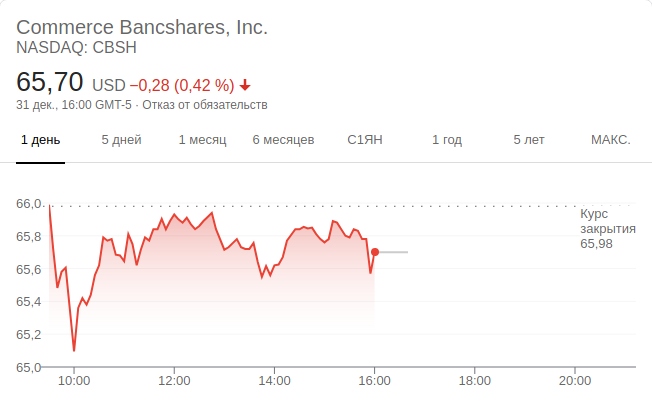 Commerce Bancshares, Inc.
NASDAQ: CBSH
65,70 USD −0,28 (0,42 %)
31 дек., 16:00 GMT-5 · Отказ от обязательств
1 день 5 дней 1 месяц 6 месяцев С1ЯН 1 год 5 лет МАКС.
66,0
Курс
закрытия
65,98
65,8
65,6
65,4
65,2
65,0
10:00 12:00 14:00 16:00 18:00 20:00